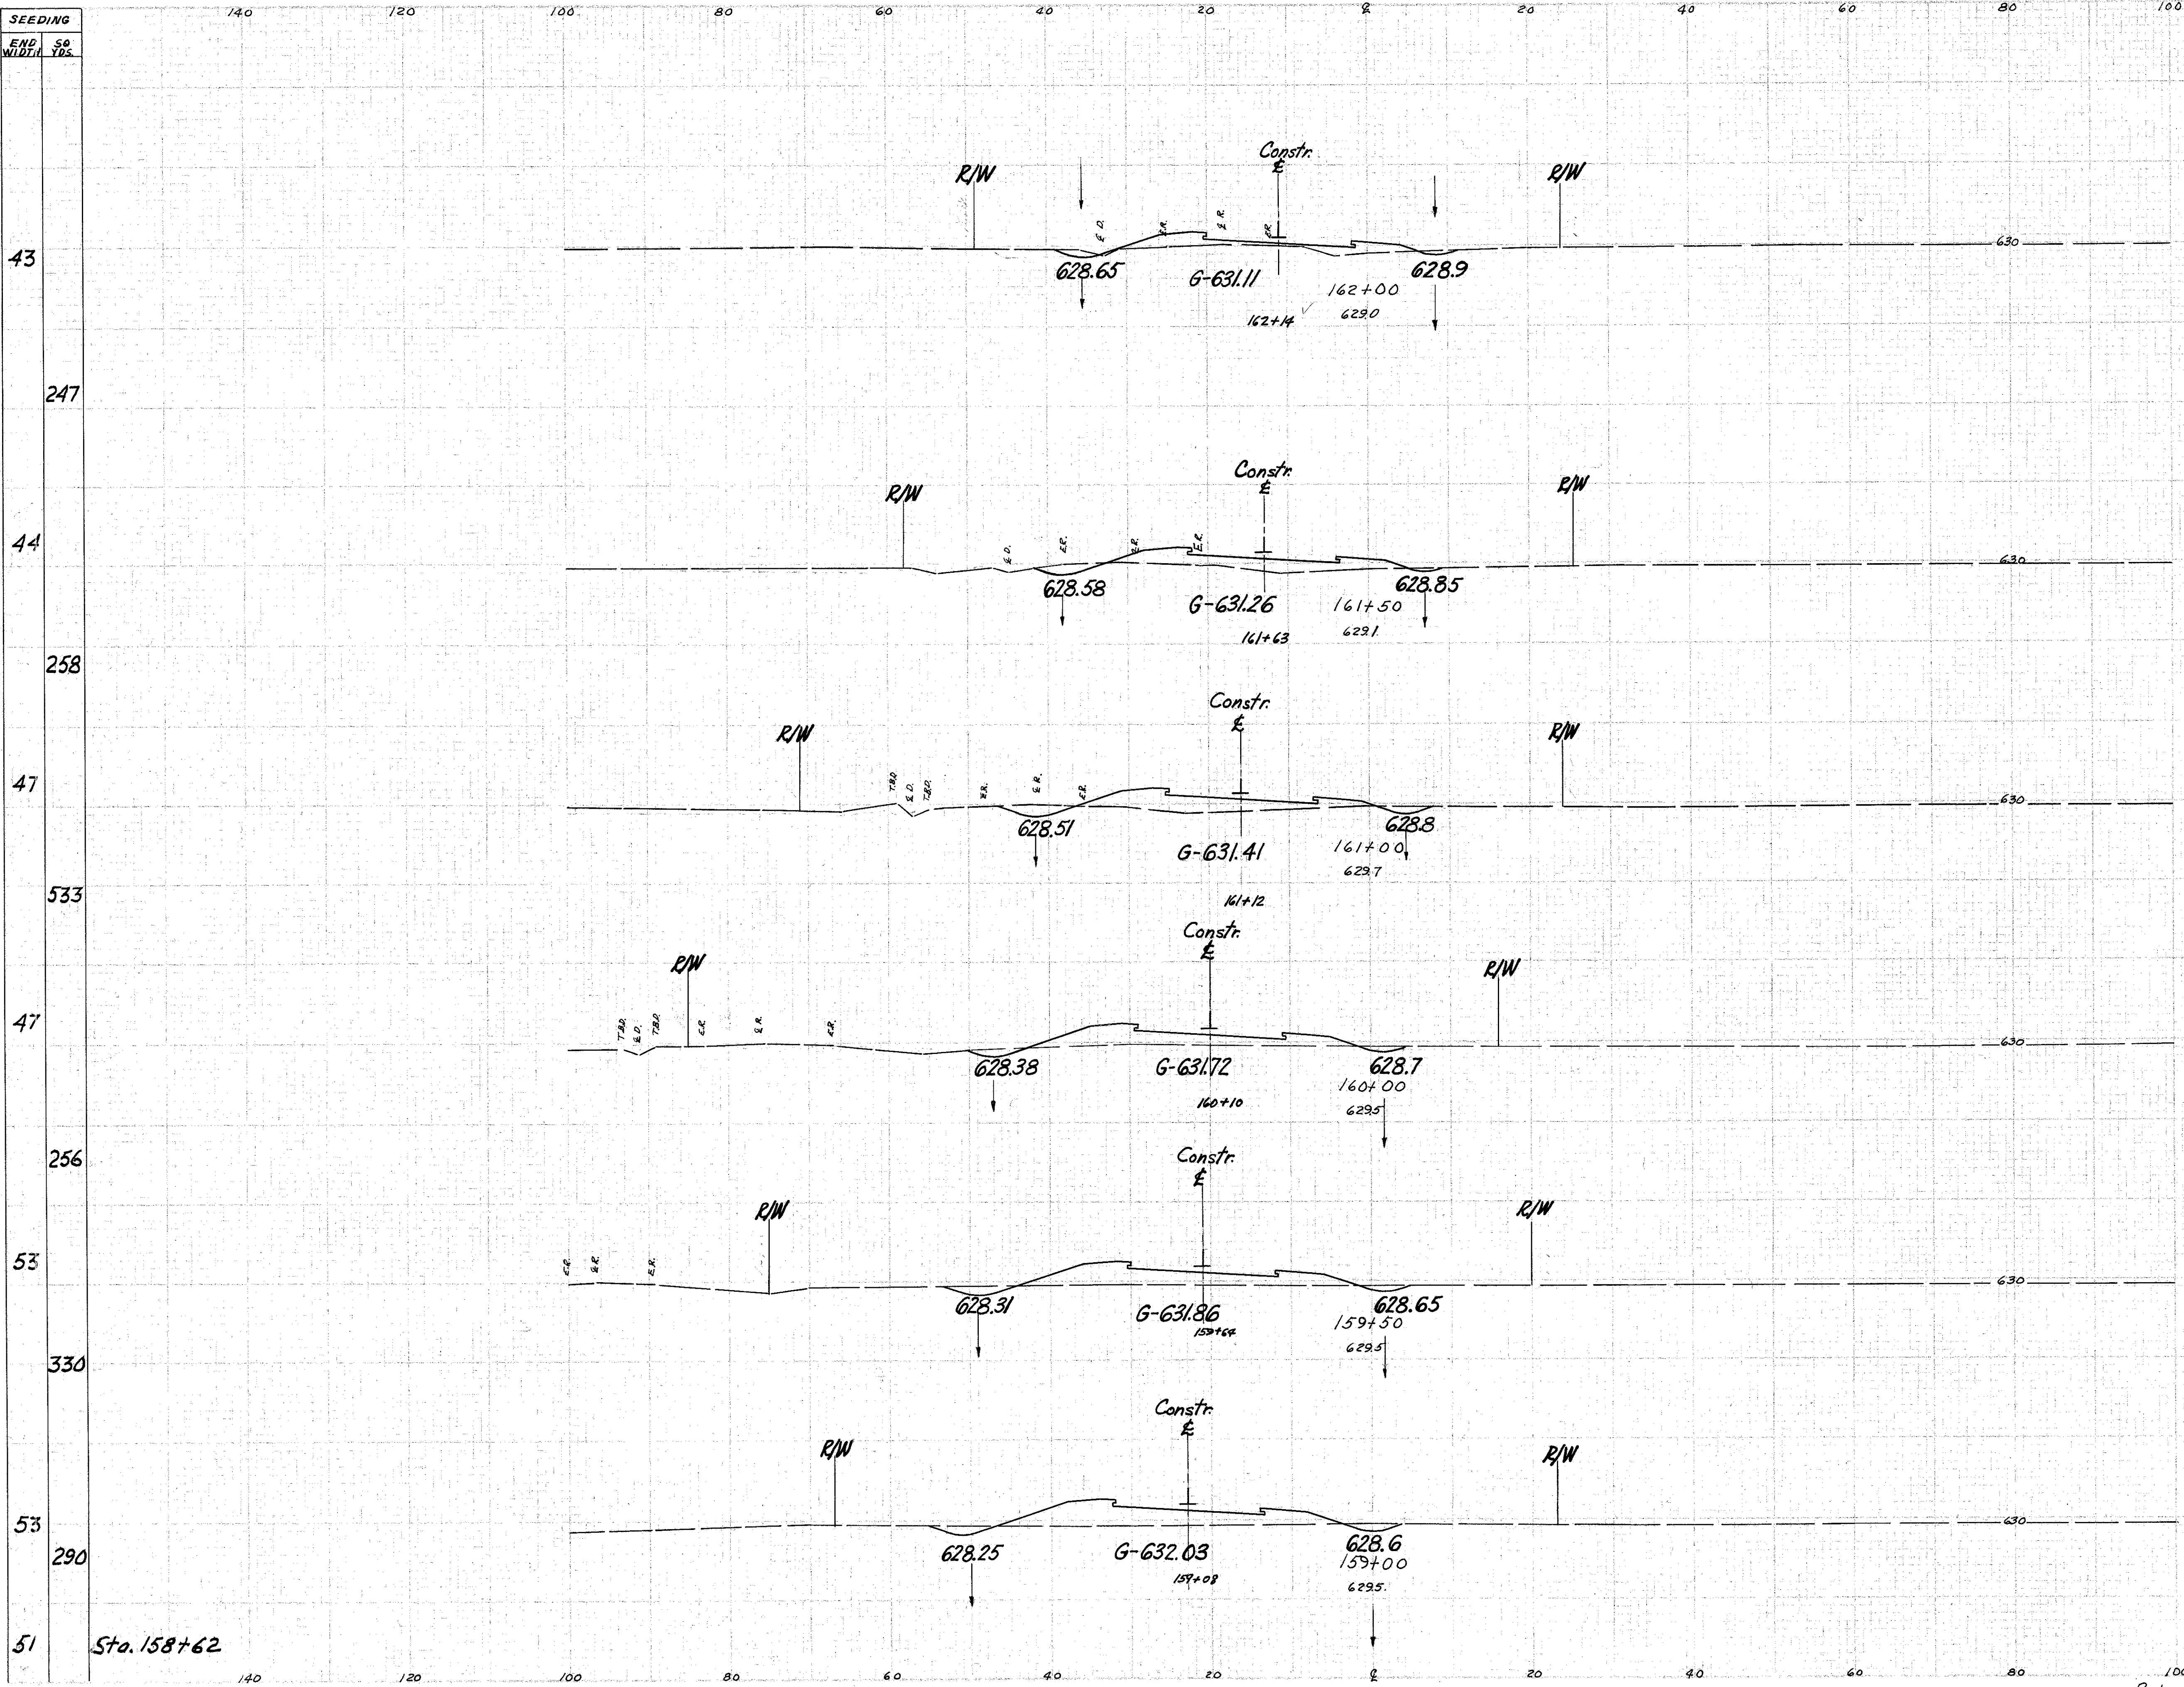 SEEDING
END WIDTH SQ. YDS.
140 120 100 80 60 40 20 ℄ 20 40 60 80 100
Constr.
℄
R/W R/W
℄ D. E.R. ℄ R. E.R.
630
43
628.65 G-631.11 628.9
162+00
162+14 629.0
247
Constr.
℄
R/W R/W
44
℄ D. E.R. ℄ R. E.R.
630
628.58 G-631.26 628.85
161+50
161+63 629.1
258
Constr.
℄
R/W R/W
47
T.B.D. ℄ D. T.B.D. E.R. ℄ R. E.R.
630
628.51 628.8
G-631.41 161+00
629.7
533
161+12
Constr.
℄
R/W R/W
47
T.B.D. ℄ D. T.B.D. E.R. ℄ R. E.R.
630
628.38 G-631.72 628.7
160+00
160+10 629.5
256
Constr.
℄
R/W R/W
53
E.R. ℄ R. E.R.
630
628.31 G-631.86 628.65
159+64 159+50
629.5
330
Constr.
℄
R/W R/W
53
630
628.25 G-632.03 628.6
290
159+00
159+08 629.5
51 Sta. 158+62
140 120 100 80 60 40 20 ℄ 20 40 60 80 100